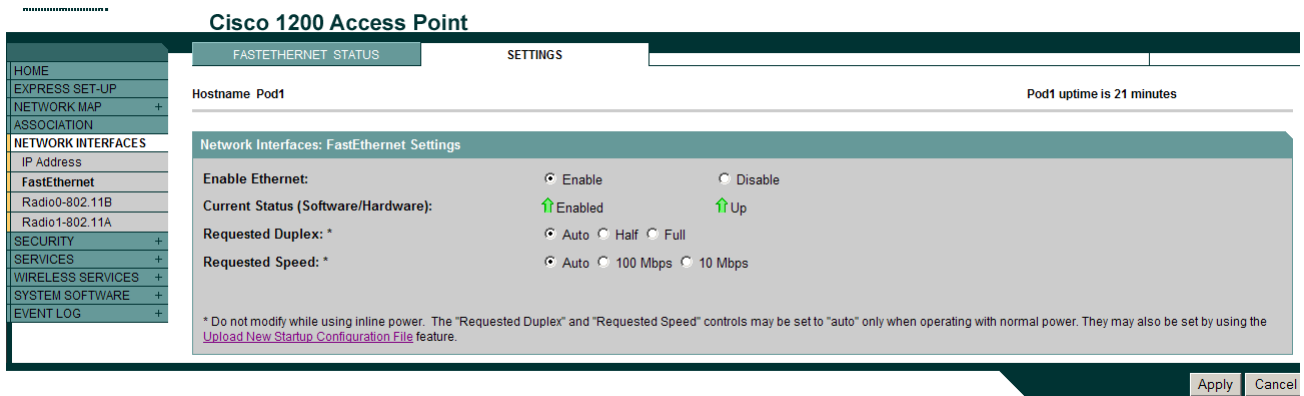 Cisco 1200 Access Point
FASTETHERNET STATUS
SETTINGS
HOME
EXPRESS SET-UP
NETWORK MAP +
ASSOCIATION
NETWORK INTERFACES
IP Address
FastEthernet
Radio0-802.11B
Radio1-802.11A
SECURITY +
SERVICES +
WIRELESS SERVICES +
SYSTEM SOFTWARE +
EVENT LOG +
Hostname Pod1
Pod1 uptime is 21 minutes
Network Interfaces: FastEthernet Settings
Enable Ethernet: Enable Disable
Current Status (Software/Hardware): Enabled Up
Requested Duplex: * Auto Half Full
Requested Speed: * Auto 100 Mbps 10 Mbps
* Do not modify while using inline power. The "Requested Duplex" and "Requested Speed" controls may be set to "auto" only when operating with normal power. They may also be set by using the
Upload New Startup Configuration File feature.
Apply Cancel